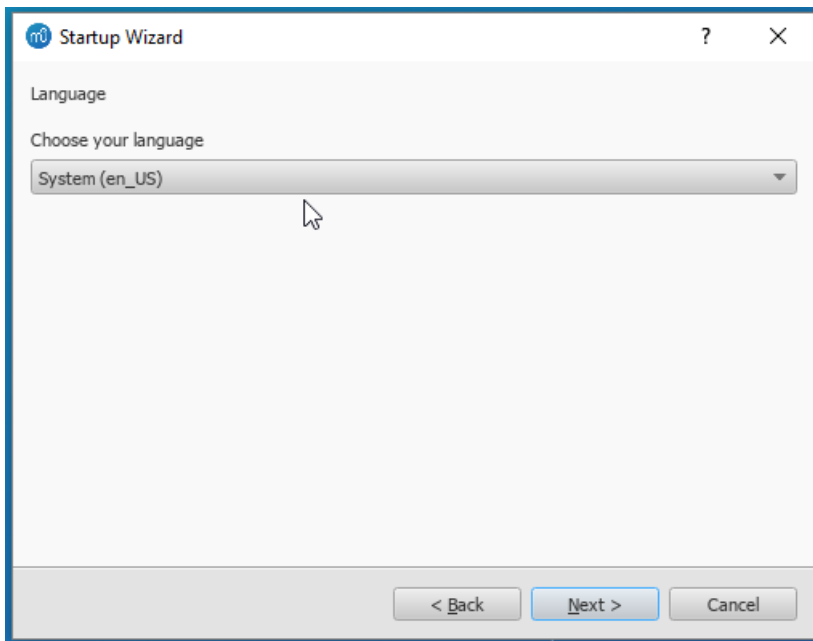 Startup Wizard ?
Language
Choose your language
System (en_US)
< Back Next > Cancel